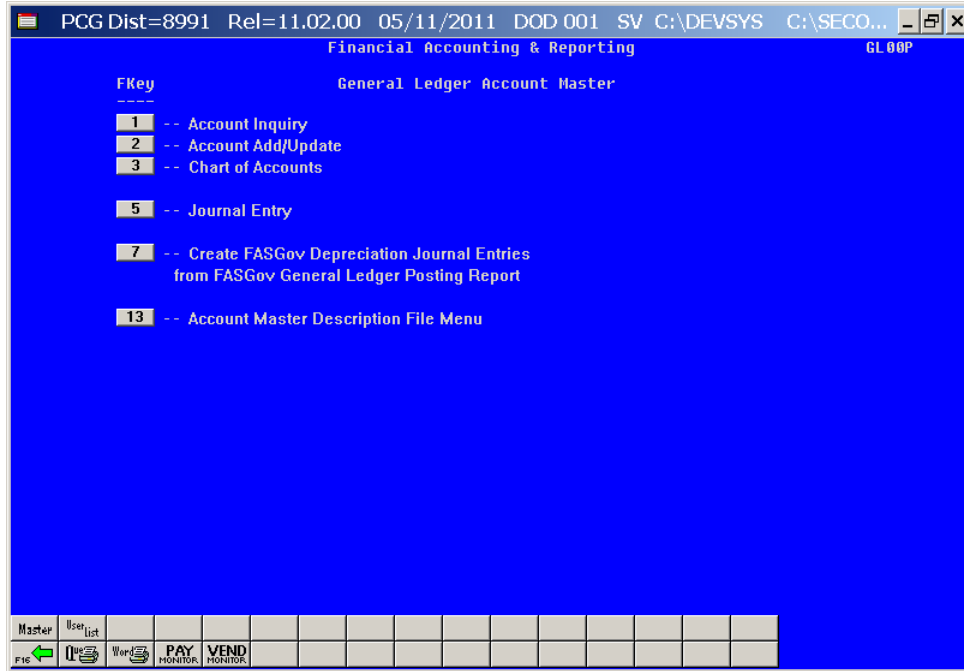 PCG Dist=8991 Rel=11.02.00 05/11/2011 DOD 001 SV C:\DEVSYS C:\SECO...
Financial Accounting & Reporting GL00P
FKey General Ledger Account Master
----
1 -- Account Inquiry
2 -- Account Add/Update
3 -- Chart of Accounts
5 -- Journal Entry
7 -- Create FASGov Depreciation Journal Entries
from FASGov General Ledger Posting Report
13 -- Account Master Description File Menu
Master User List
F16 Que Word PAY MONITOR VEND MONITOR